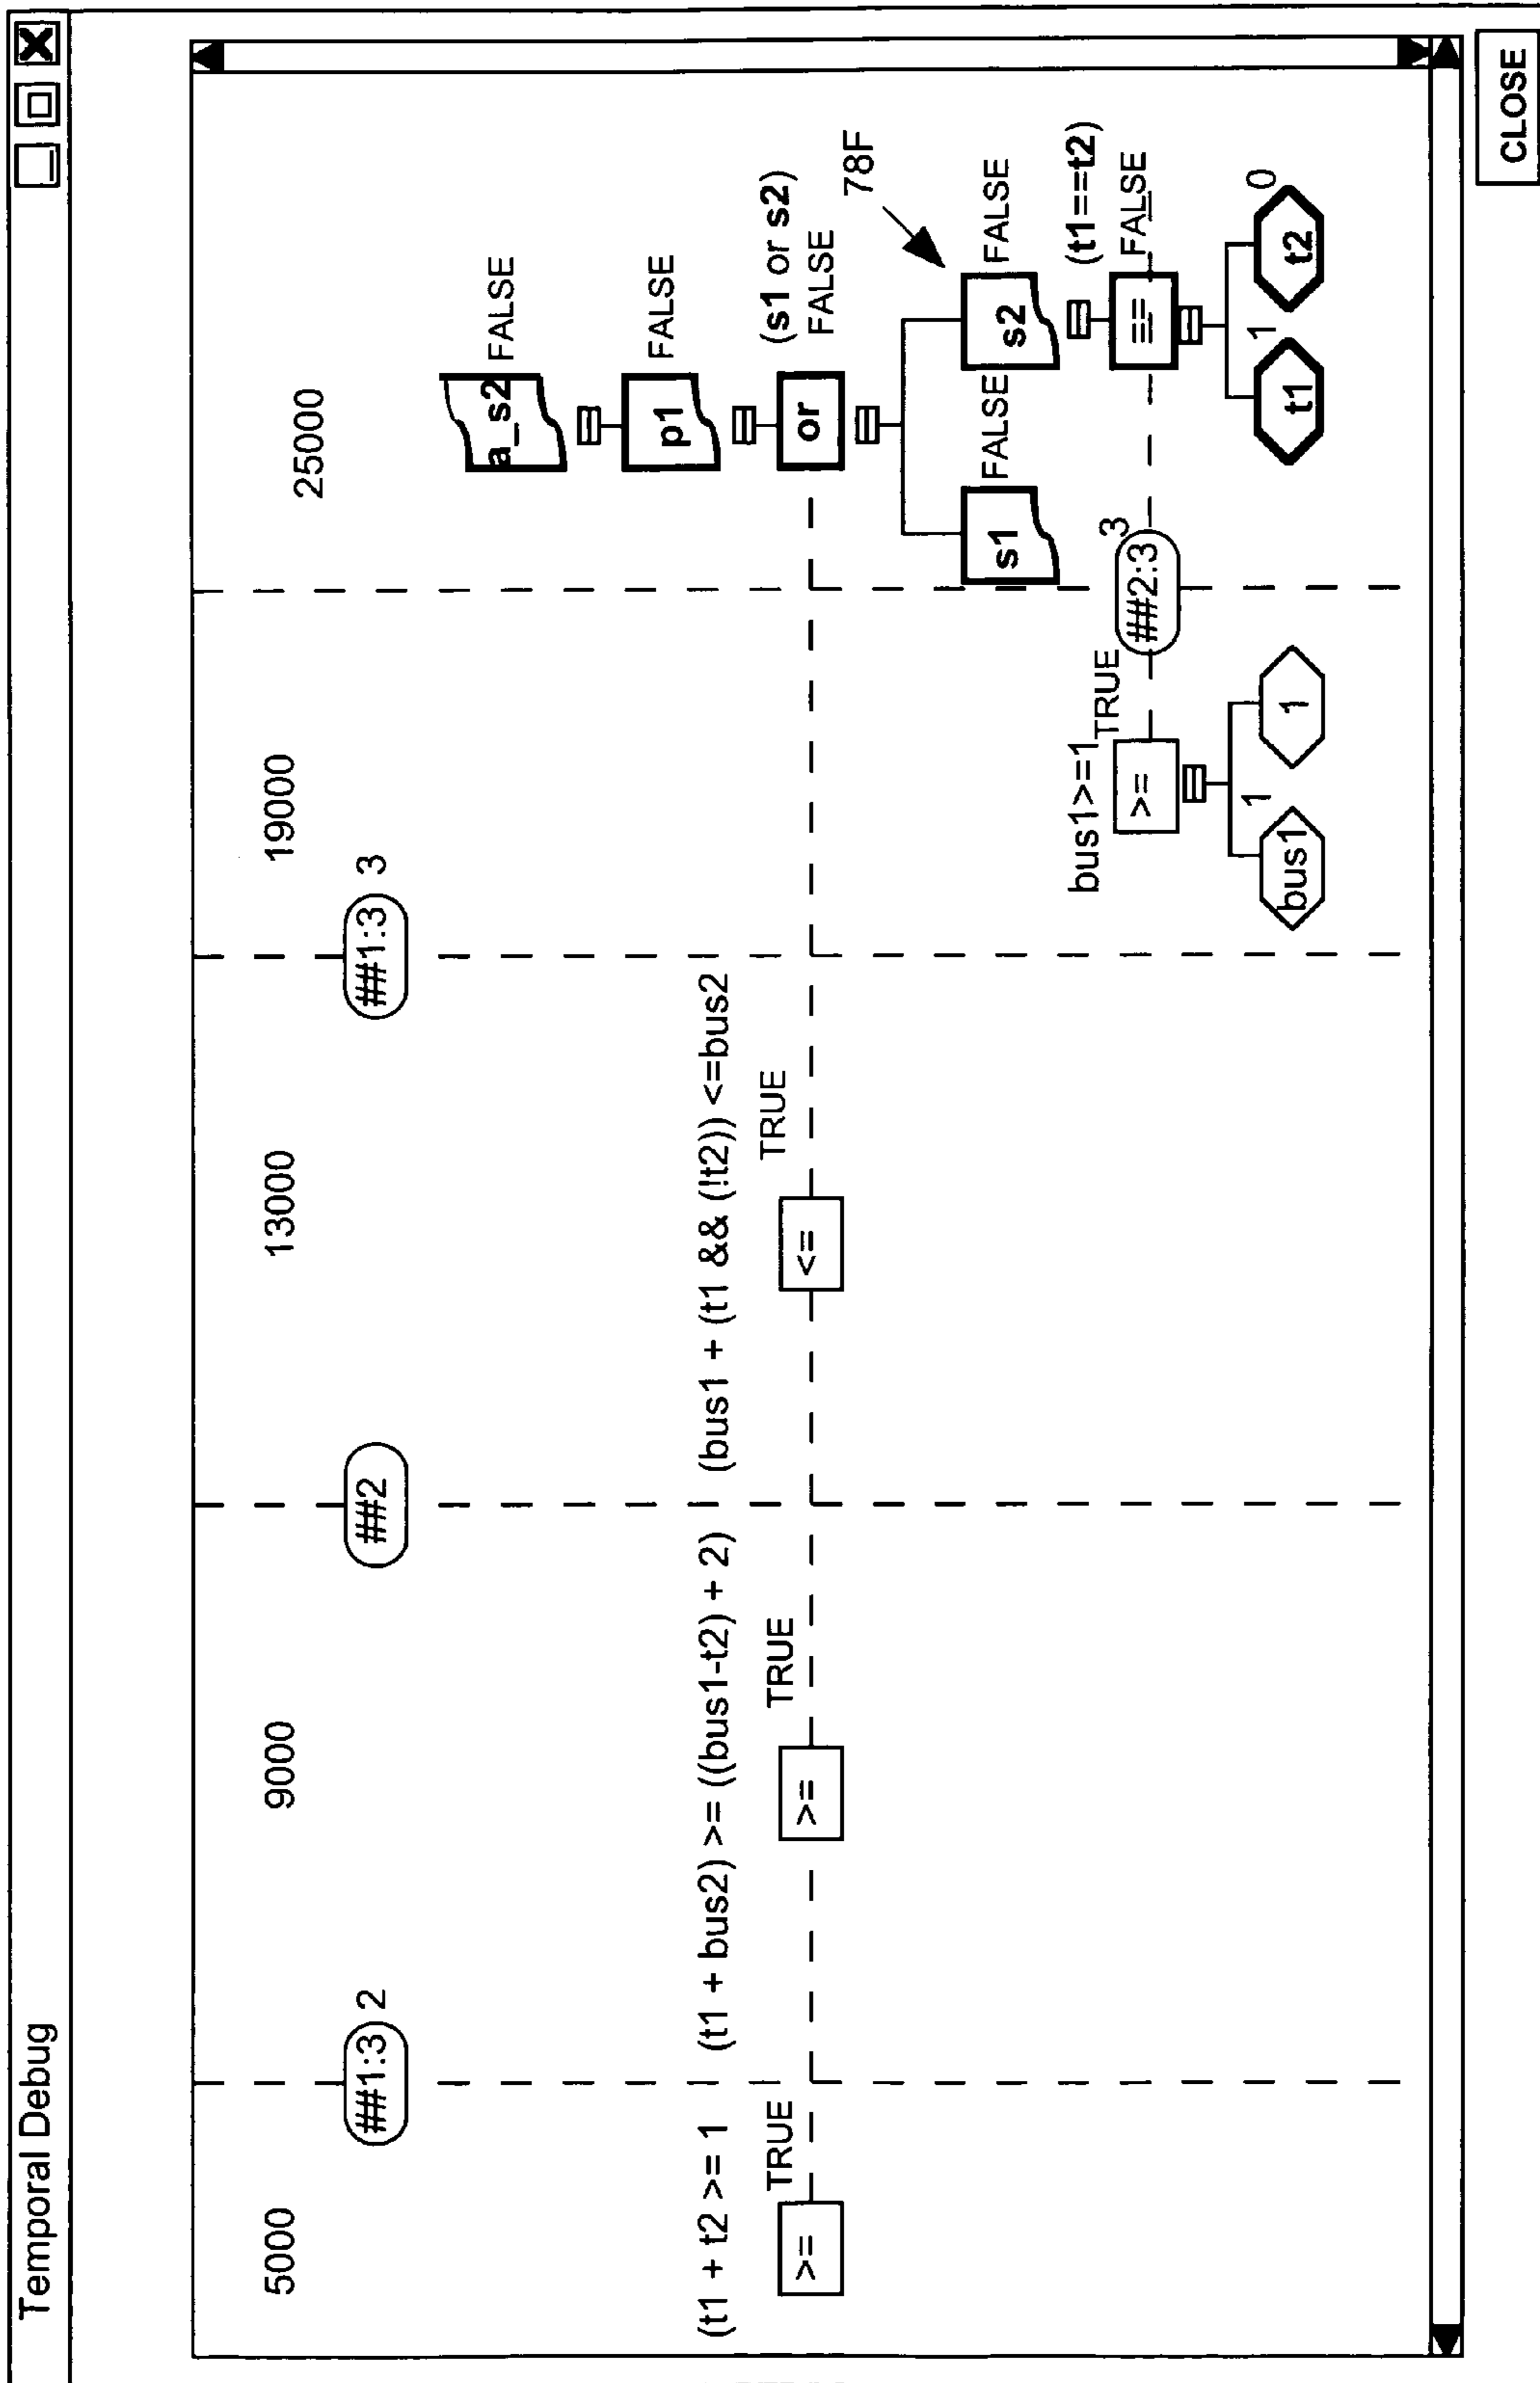 Temporal Debug
5000
9000
13000
19000
25000
##1:3 2
##2
##1:3 3
a_s2 FALSE
p1 FALSE
(t1 + t2 >= 1
(t1 + bus2) >= ((bus1-t2) + 2)
(bus1 + (t1 && (!t2)) <=bus2
(s1 or s2)
TRUE
TRUE
TRUE
FALSE
>=
>=
<=
or
78F
s1 FALSE
s2 FALSE
bus1>=1
TRUE
(t1==t2)
FALSE
>=
##2:3 3
==
bus1 1
1
t1 1
t2 0
CLOSE